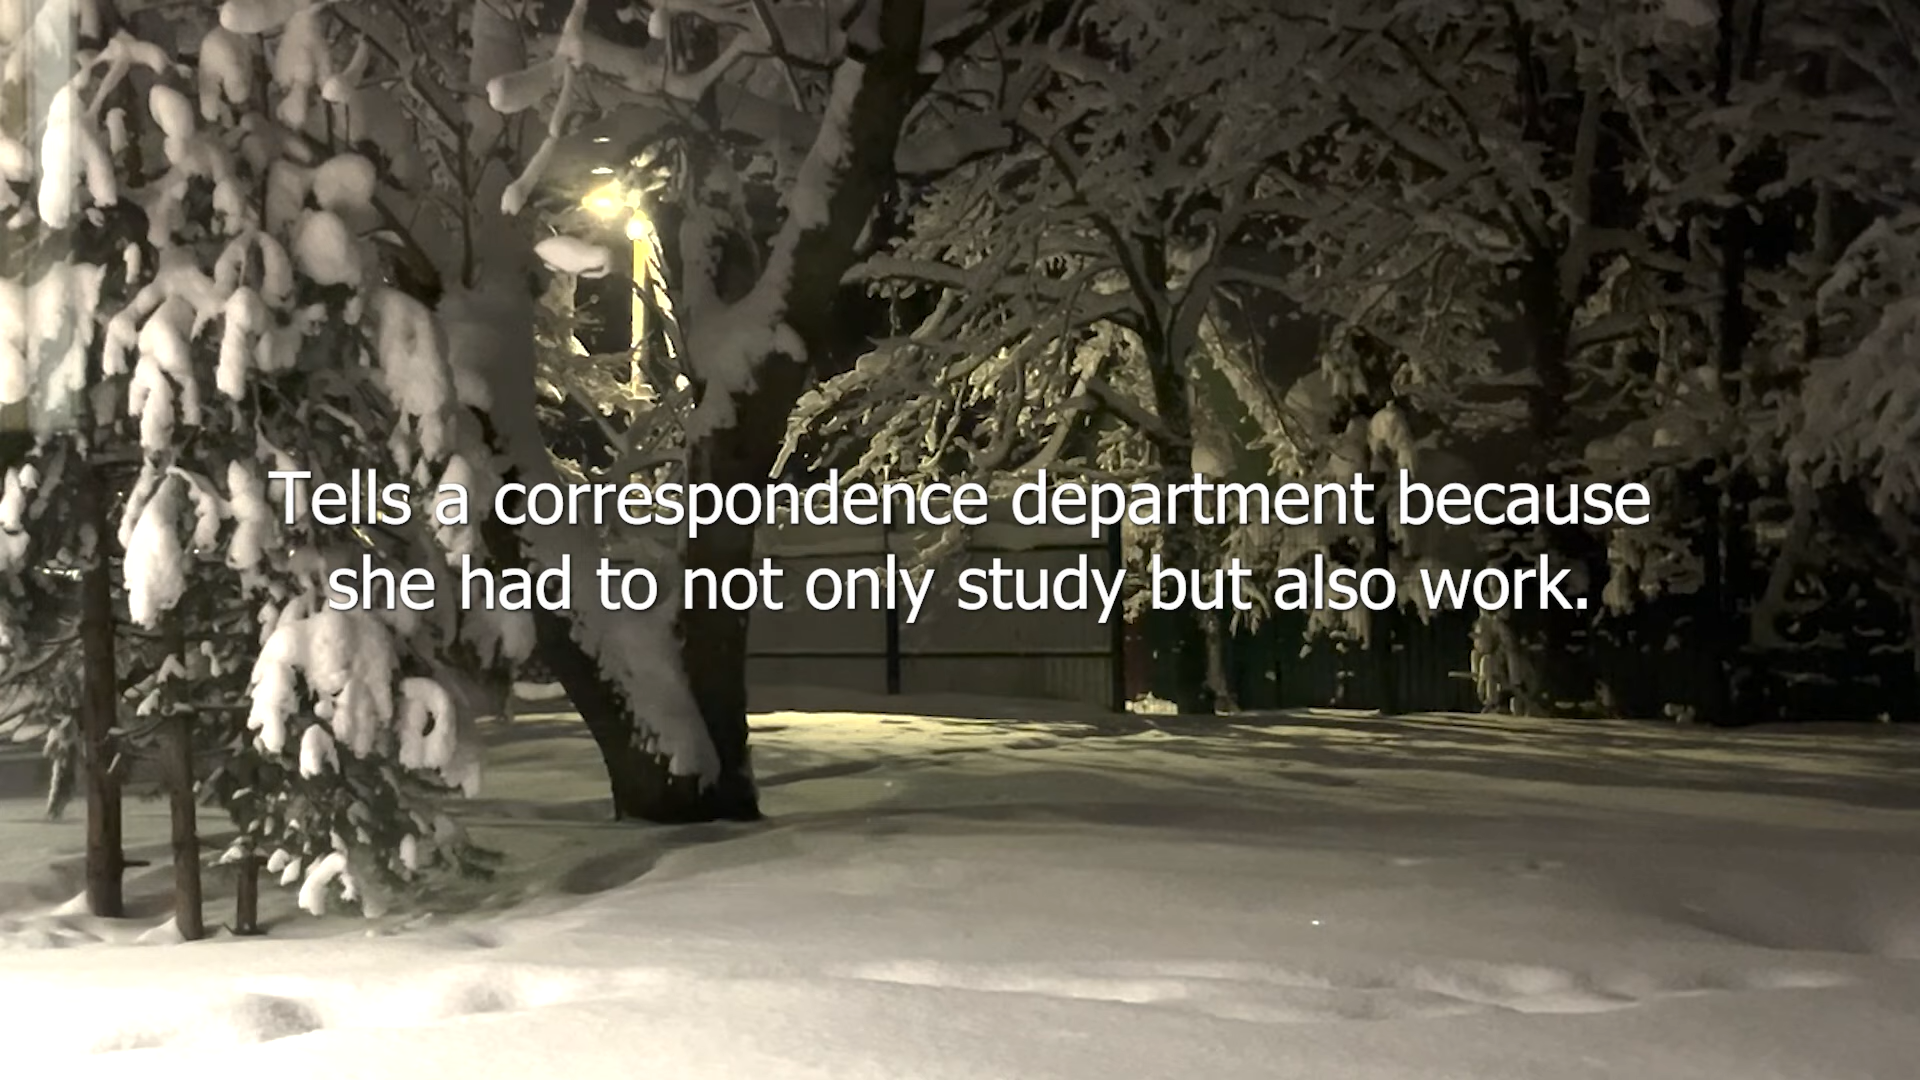 Tells a correspondence department because
she had to not only study but also work.